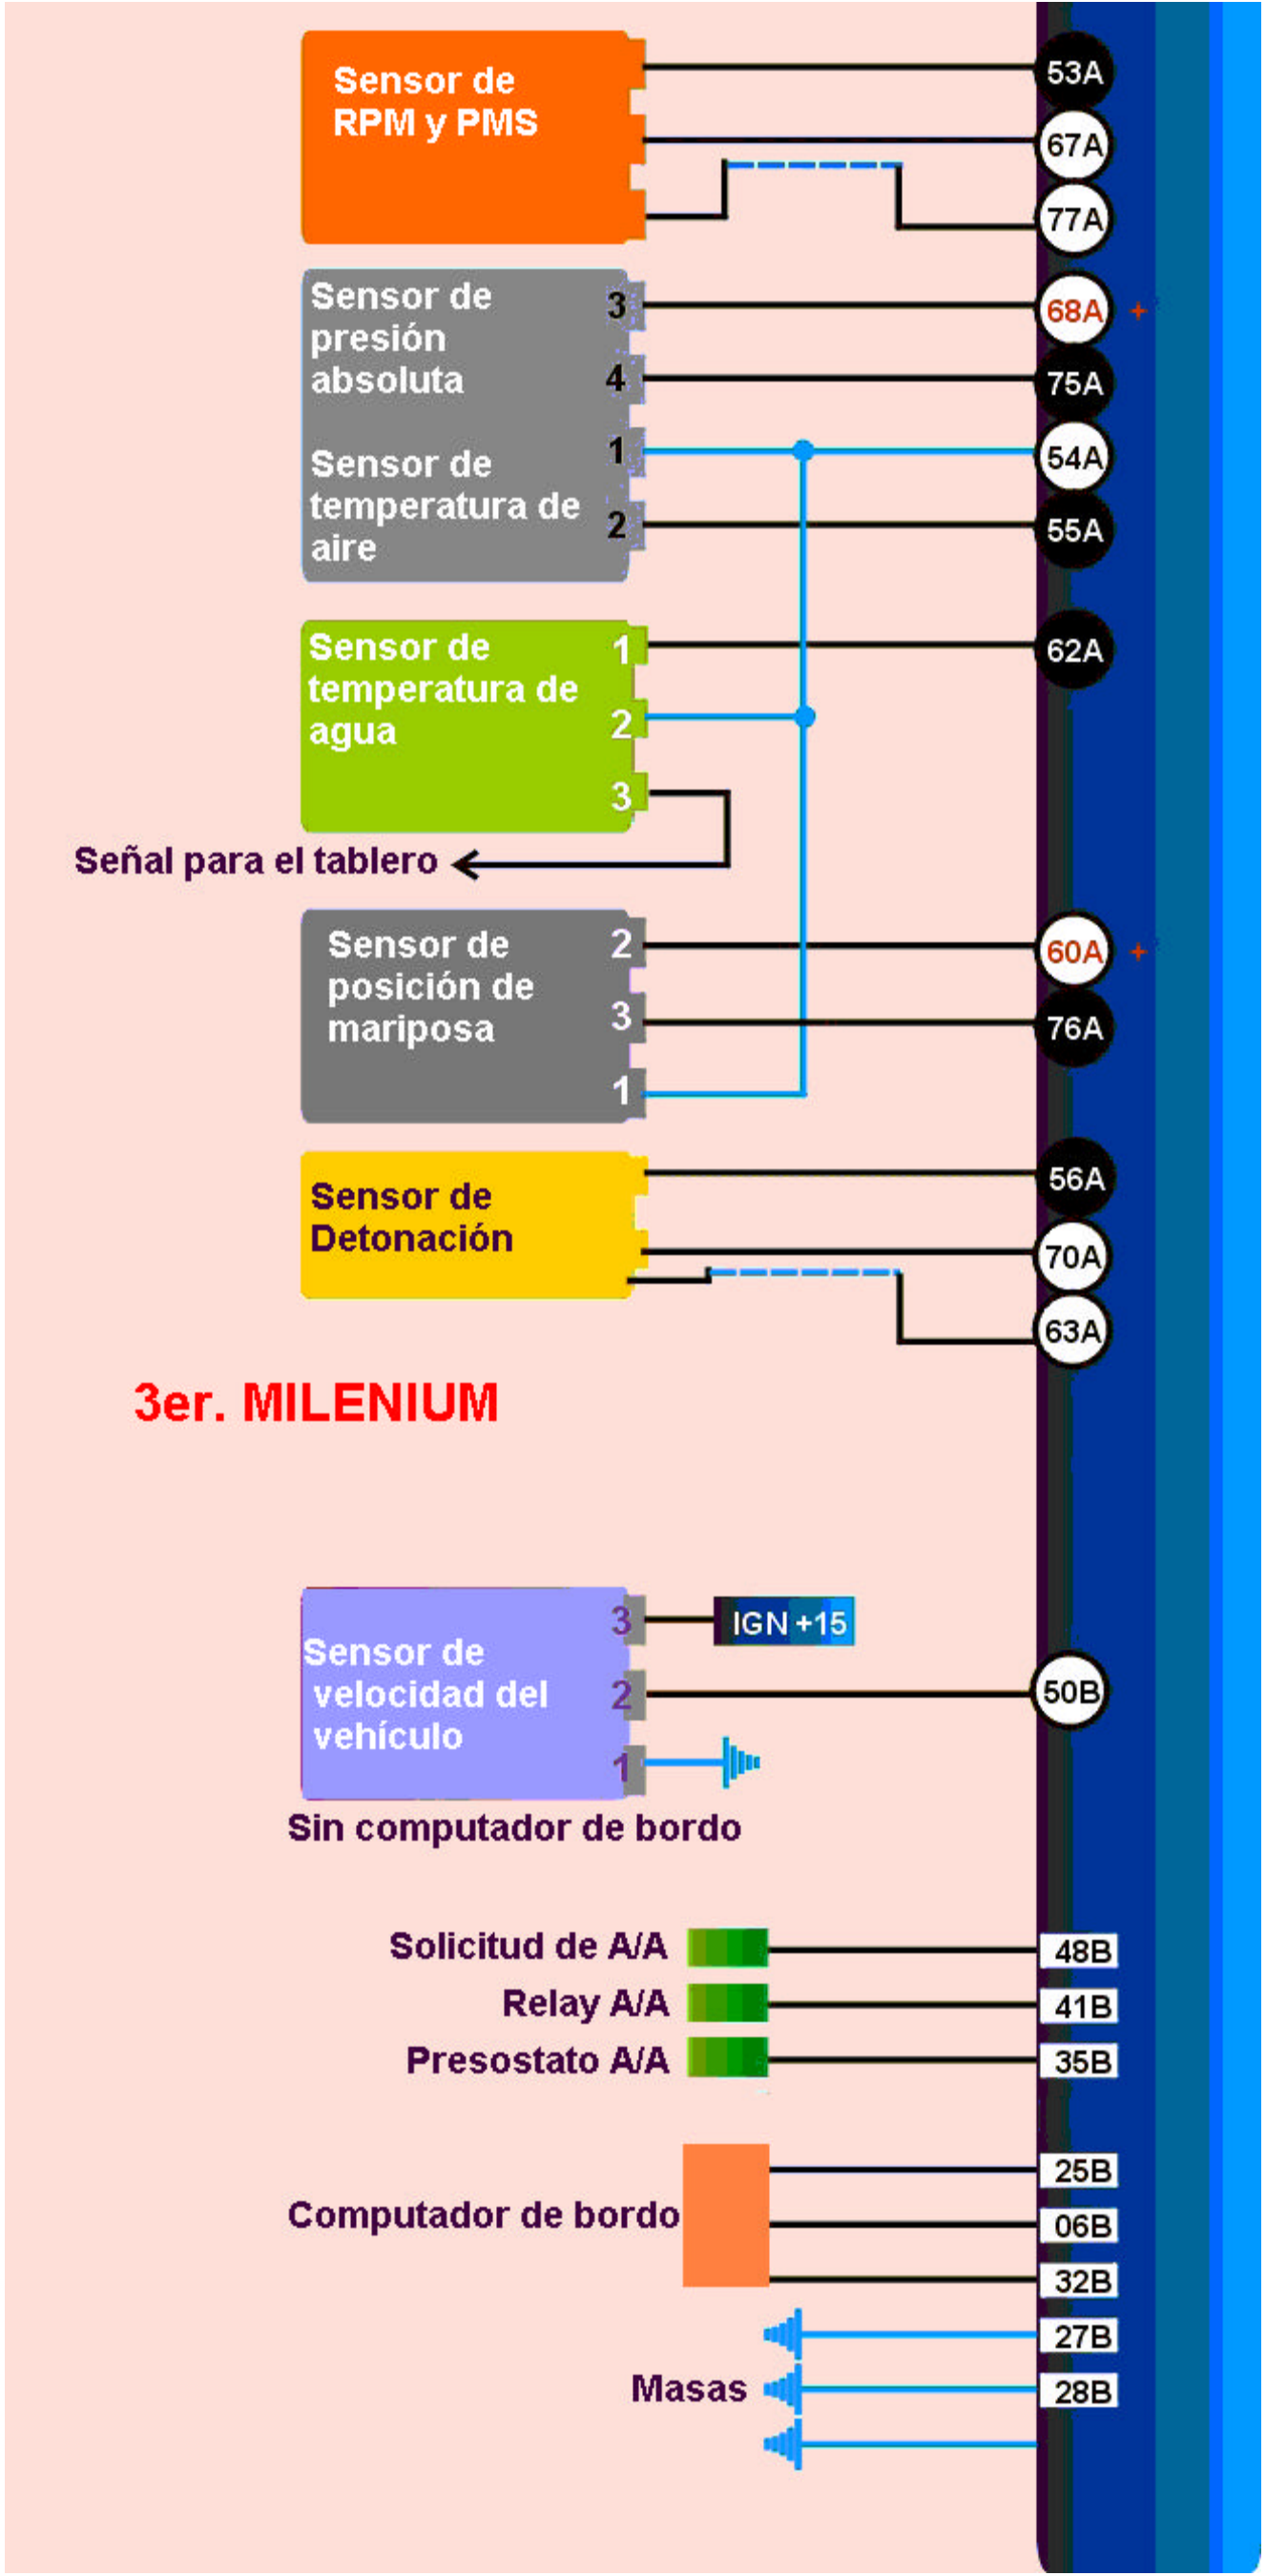 Sensor de
RPM y PMS
53A
67A
77A
Sensor de
presión
absoluta
Sensor de
temperatura de
aire
3
4
1
2
68A +
75A
54A
55A
Sensor de
temperatura de
agua
1
2
3
62A
Señal para el tablero
Sensor de
posición de
mariposa
2
3
1
60A +
76A
Sensor de
Detonación
56A
70A
63A
3er. MILENIUM
Sensor de
velocidad del
vehículo
3
2
1
IGN +15
50B
Sin computador de bordo
Solicitud de A/A
48B
Relay A/A
41B
Presostato A/A
35B
Computador de bordo
25B
06B
32B
Masas
27B
28B